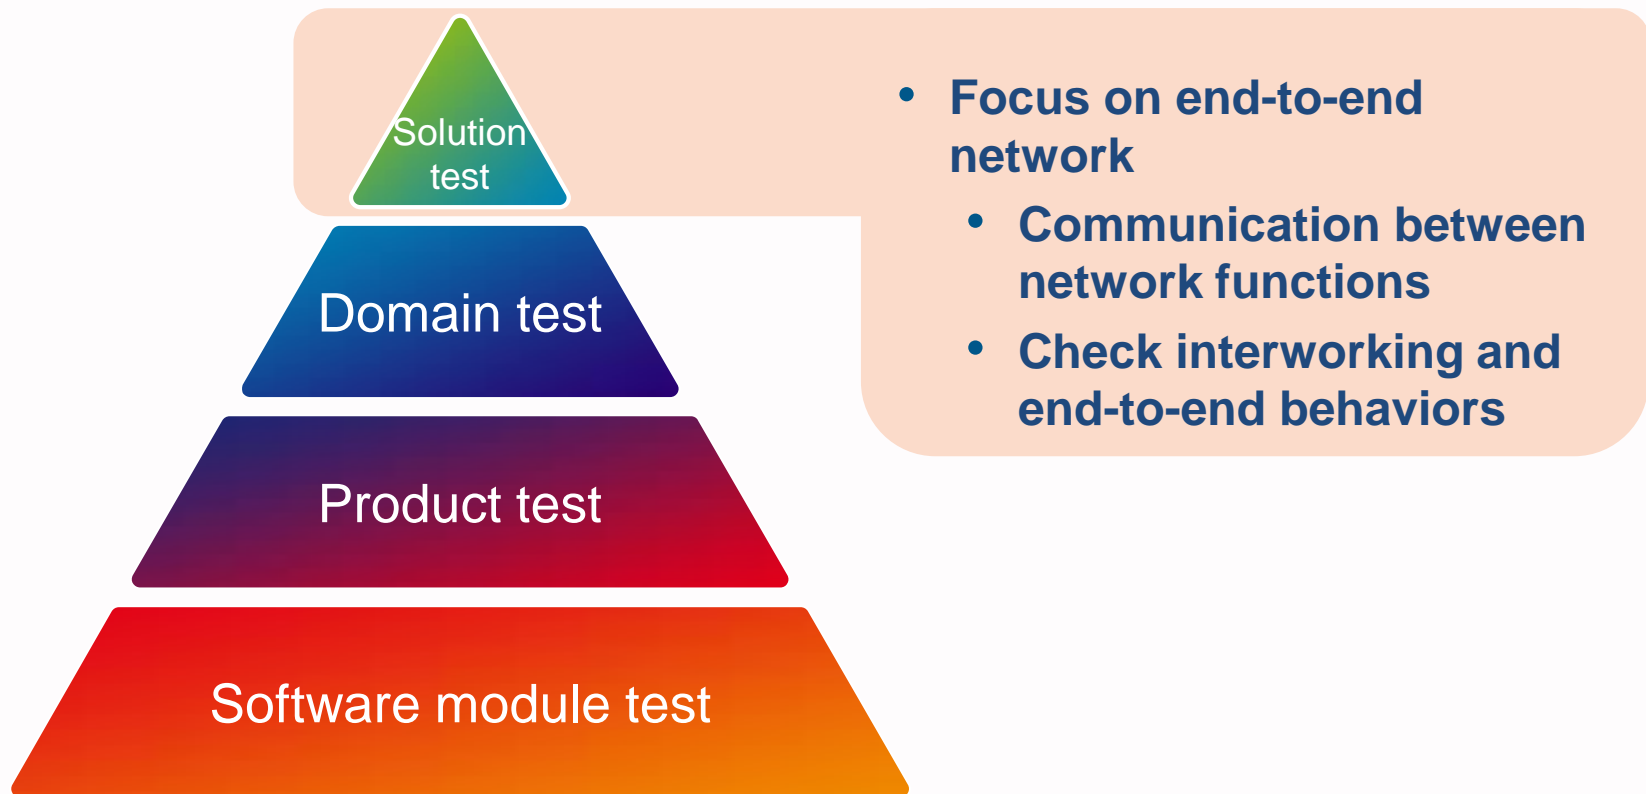 Solution
test
Domain test
Product test
Software module test
• Focus on end-to-end
network
• Communication between
network functions
• Check interworking and
end-to-end behaviors